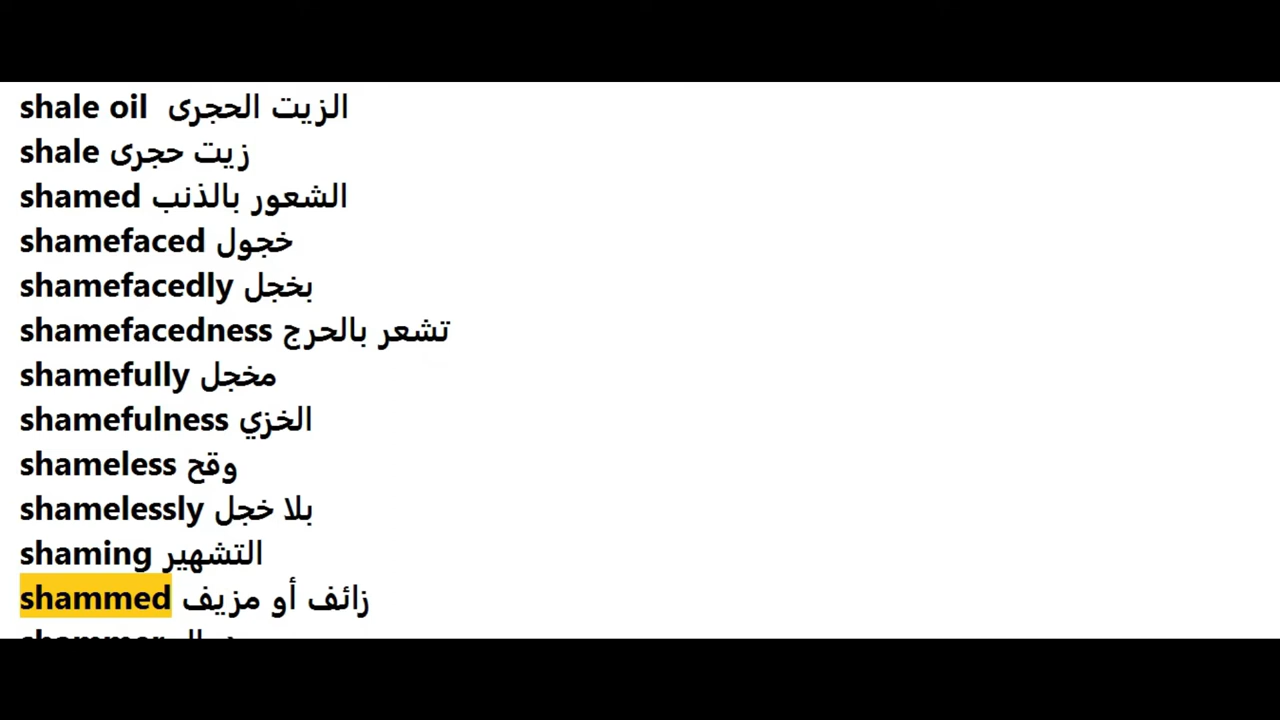 shale oil الزيت الحجرى
shale زيت حجرى
shamed الشعور بالذنب
shamefaced خجول
shamefacedly بخجل
shamefacedness تشعر بالحرج
shamefully مخجل
shamefulness الخزي
shameless وقح
shamelessly بلا خجل
shaming التشهير
shammed زائف أو مزيف